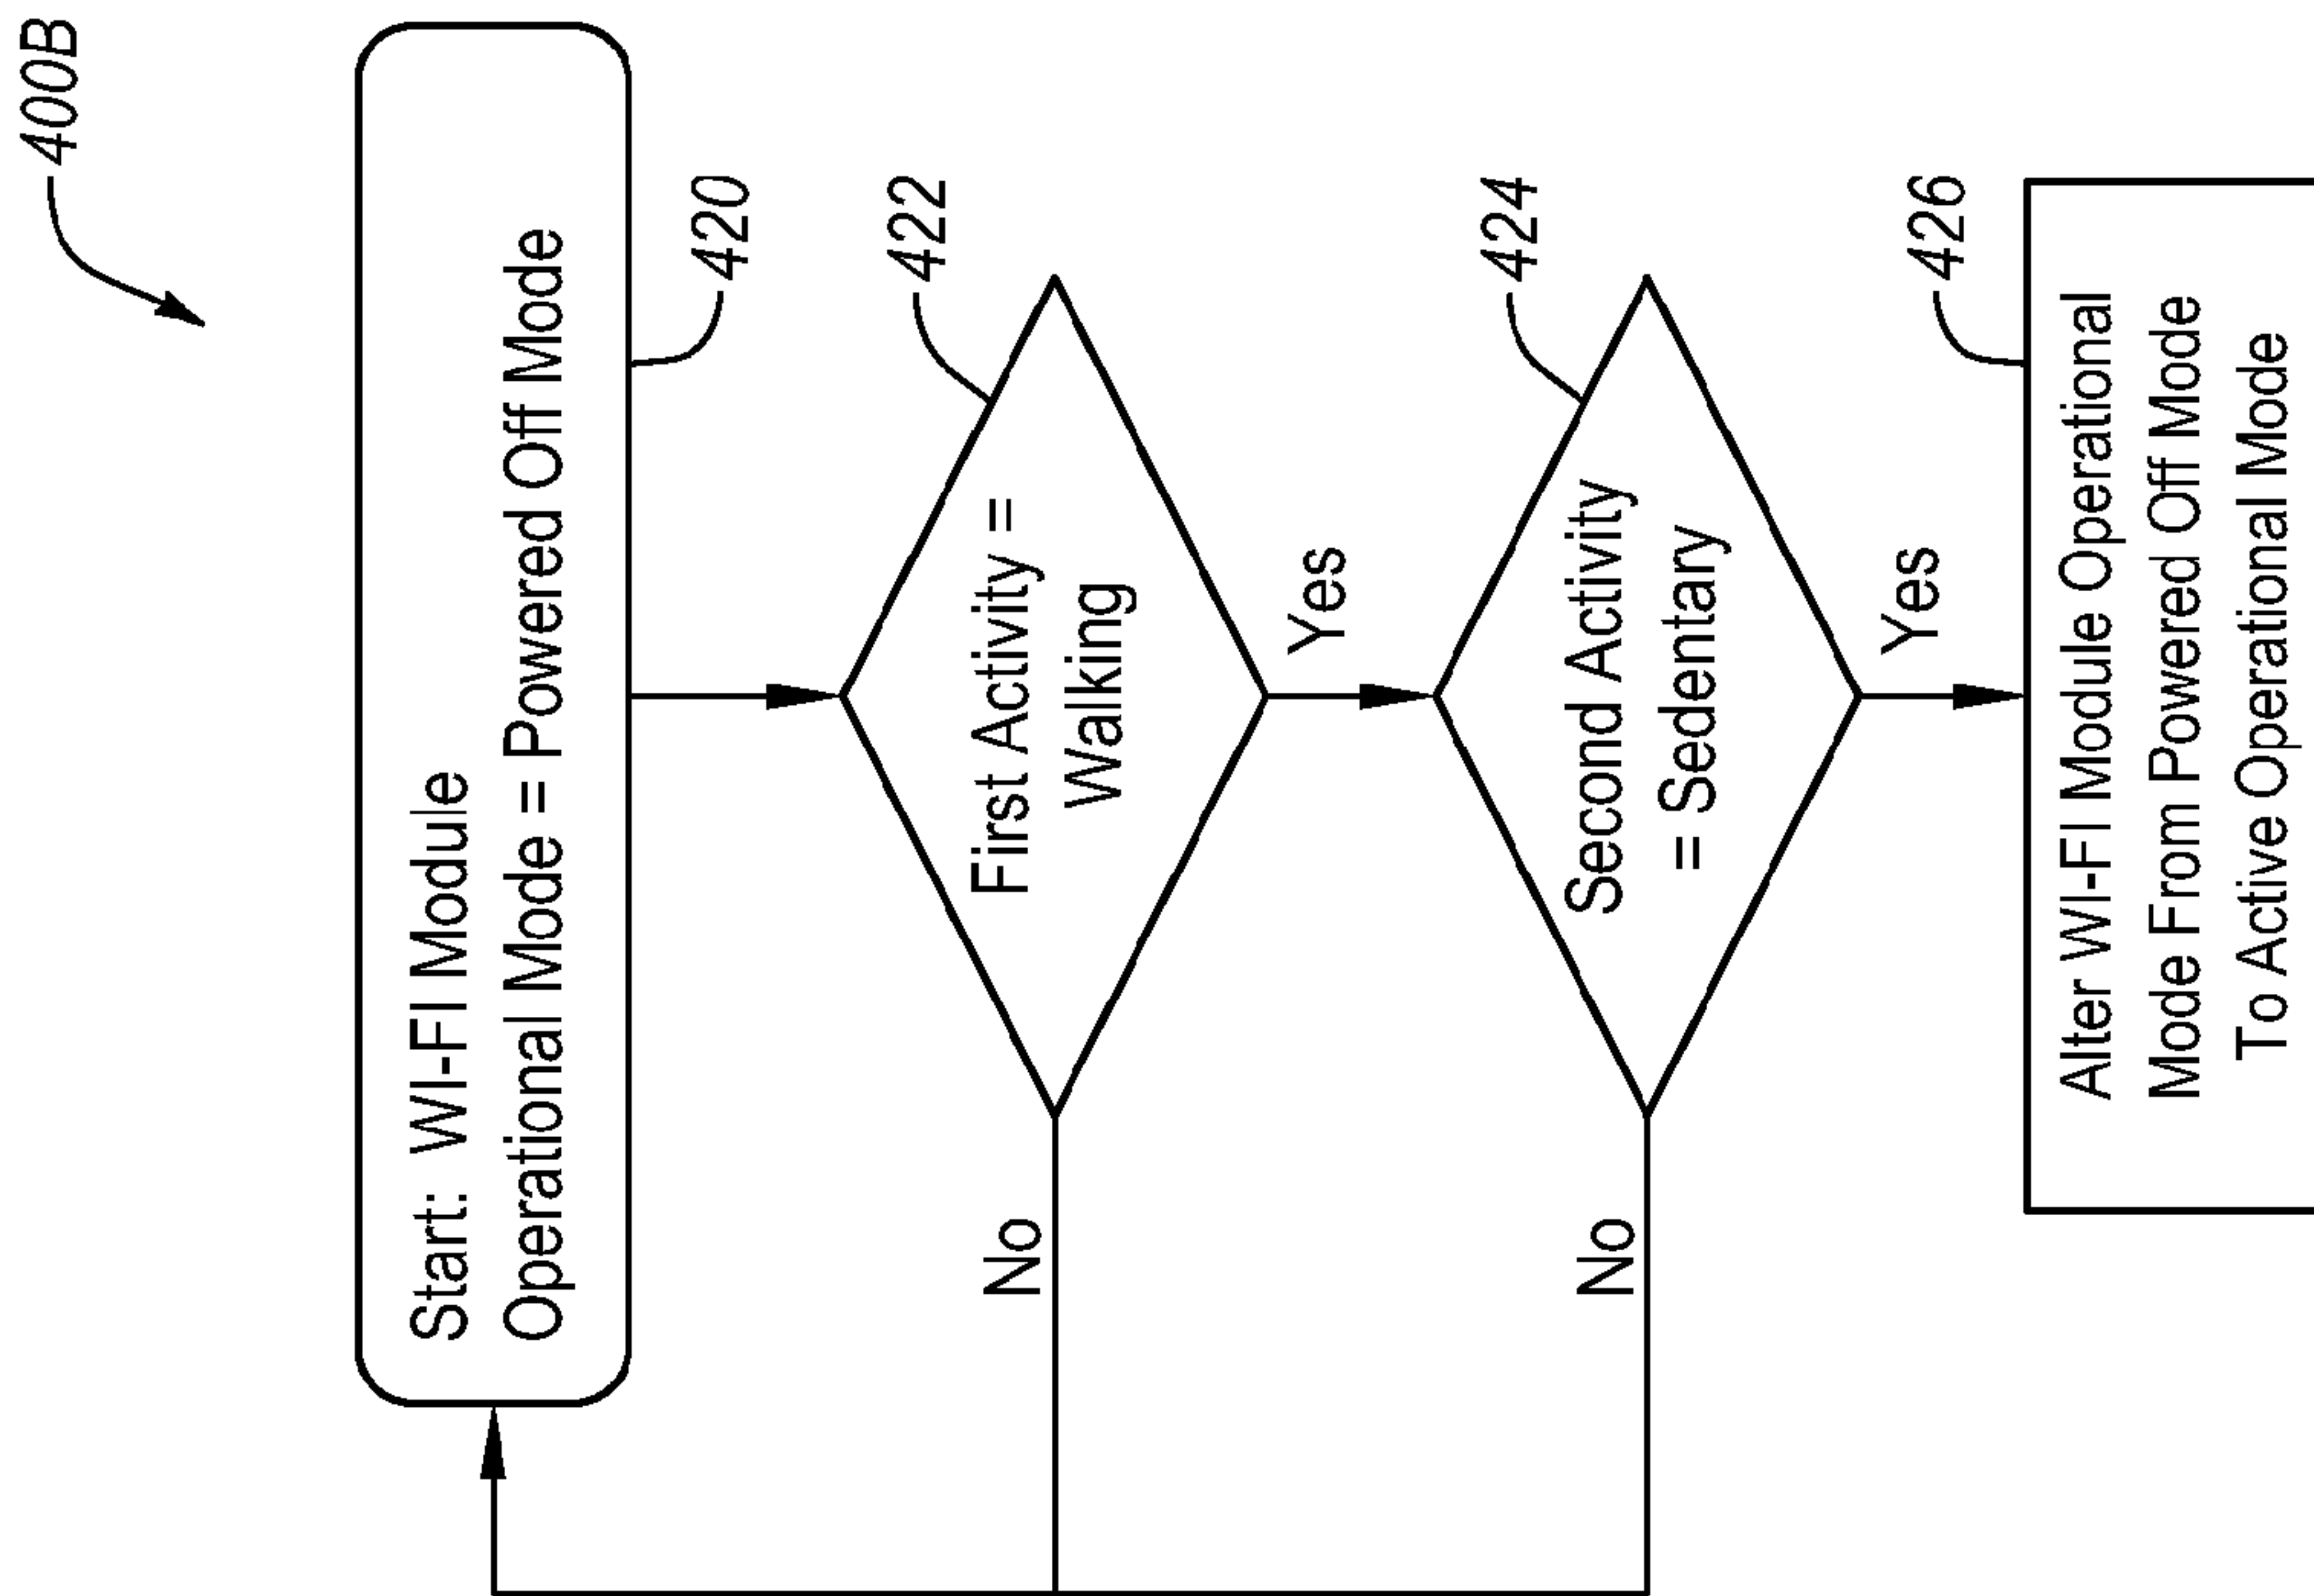 400B
Start: WI-FI Module
Operational Mode = Powered Off Mode
420
422
First Activity =
Walking
No
Yes
424
Second Activity
= Sedentary
No
Yes
426
Alter WI-FI Module Operational
Mode From Powered Off Mode
To Active Operational Mode